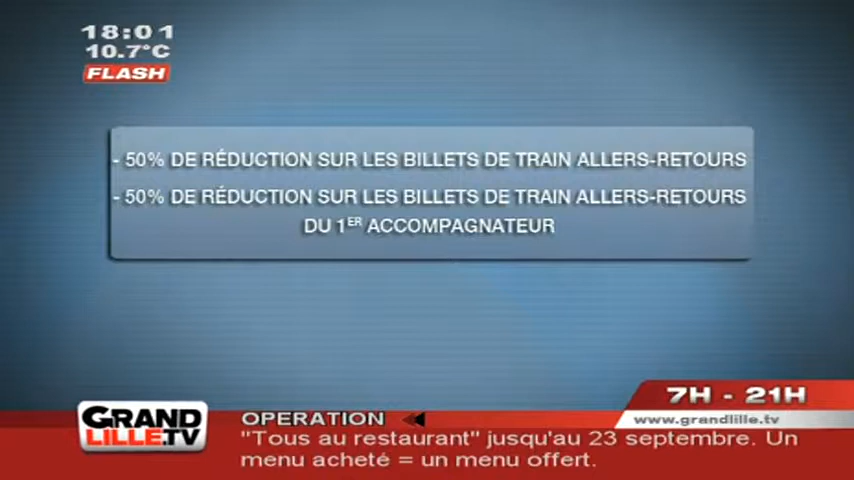 18:01
10.7°C
FLASH
- 50% DE RÉDUCTION SUR LES BILLETS DE TRAIN ALLERS-RETOURS
- 50% DE RÉDUCTION SUR LES BILLETS DE TRAIN ALLERS-RETOURS
DU 1ER ACCOMPAGNATEUR
7H - 21H
www.grandlille.tv
GRAND
LILLE.TV
OPERATION
"Tous au restaurant" jusqu'au 23 septembre. Un
menu acheté = un menu offert.